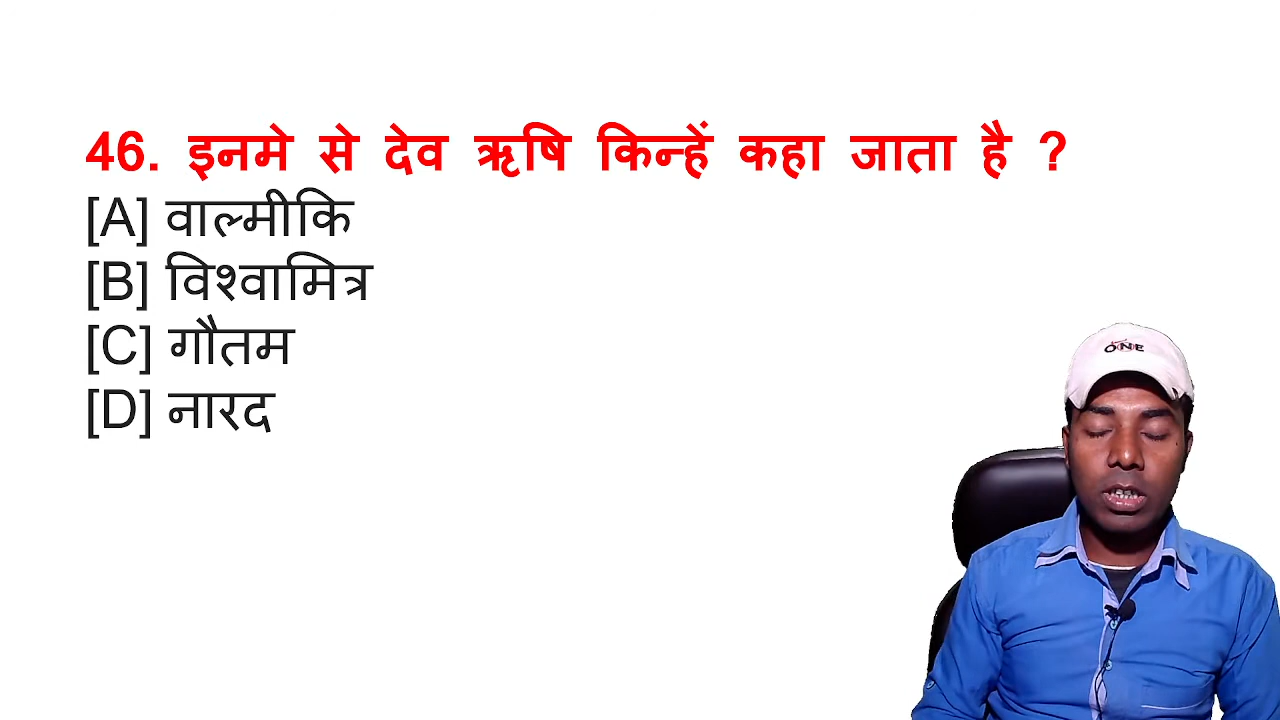 46. इनमे से देव ऋषि किन्हें कहा जाता है ?
[A] वाल्मीकि
[B] विश्वामित्र
[C] गौतम
[D] नारद
ONE